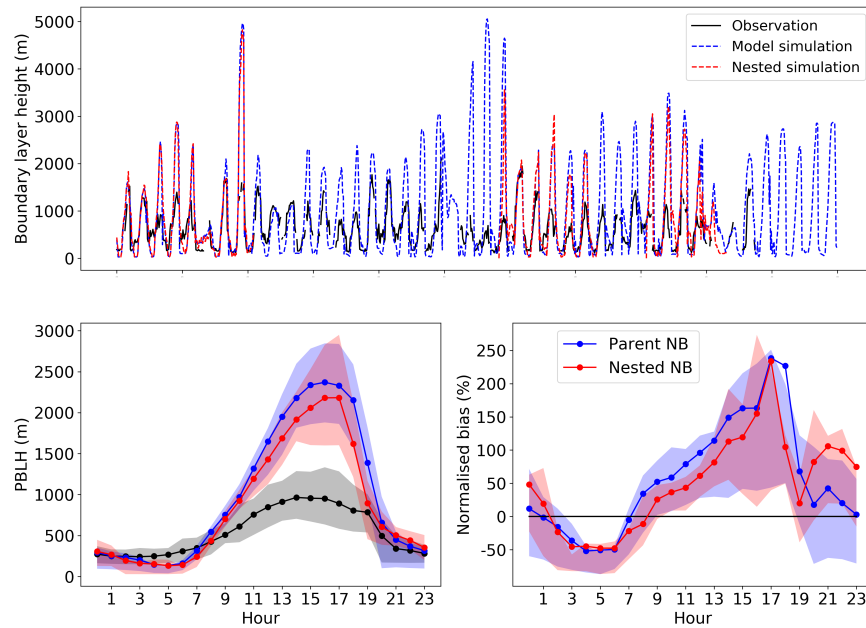 Boundary layer height (m)
5000
4000
3000
2000
1000
0
Observation
Model simulation
Nested simulation
PBLH (m)
3000
2500
2000
1500
1000
500
0
1 3 5 7 9 11 13 15 17 19 21 23
Hour
Normalised bias (%)
250
200
150
100
50
0
-50
Parent NB
Nested NB
1 3 5 7 9 11 13 15 17 19 21 23
Hour